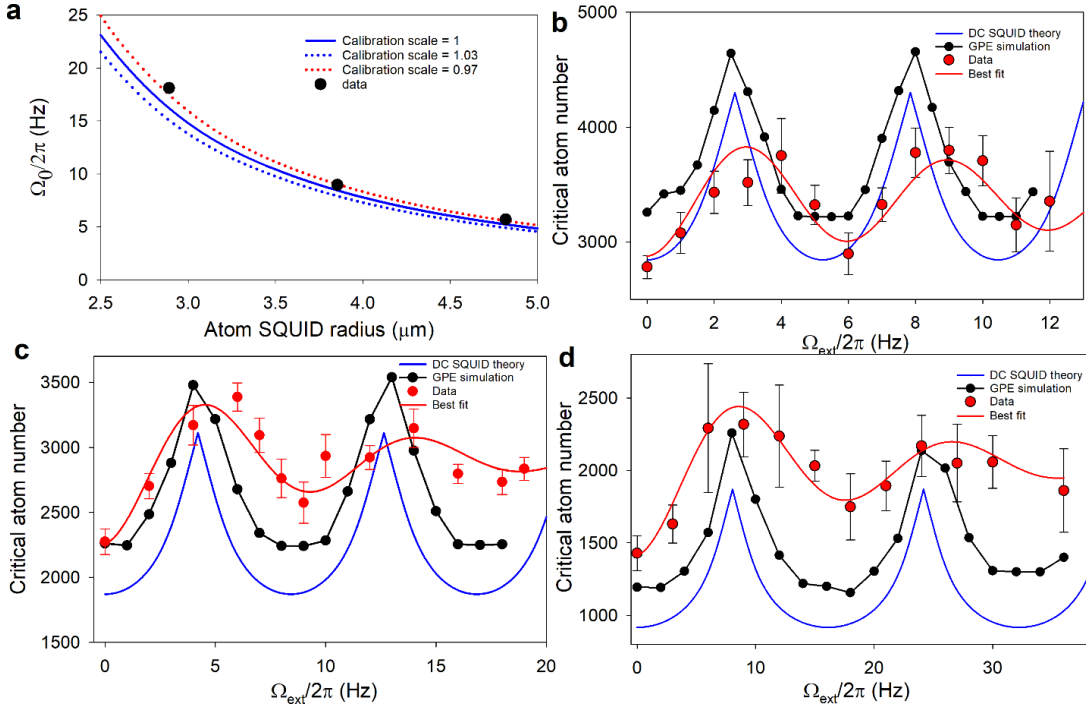 a
25
20
15
10
5
0
Ω0/2π (Hz)
Calibration scale = 1
Calibration scale = 1.03
Calibration scale = 0.97
data
2.5 3.0 3.5 4.0 4.5 5.0
Atom SQUID radius (μm)
b
5000
4000
3000
Critical atom number
DC SQUID theory
GPE simulation
Data
Best fit
0 2 4 6 8 10 12
Ωext/2π (Hz)
c
3500
3000
2500
2000
1500
Critical atom number
DC SQUID theory
GPE simulation
Data
Best fit
0 5 10 15 20
Ωext/2π (Hz)
d
2500
2000
1500
1000
Critical atom number
DC SQUID theory
GPE simulation
Data
Best fit
0 10 20 30
Ωext/2π (Hz)